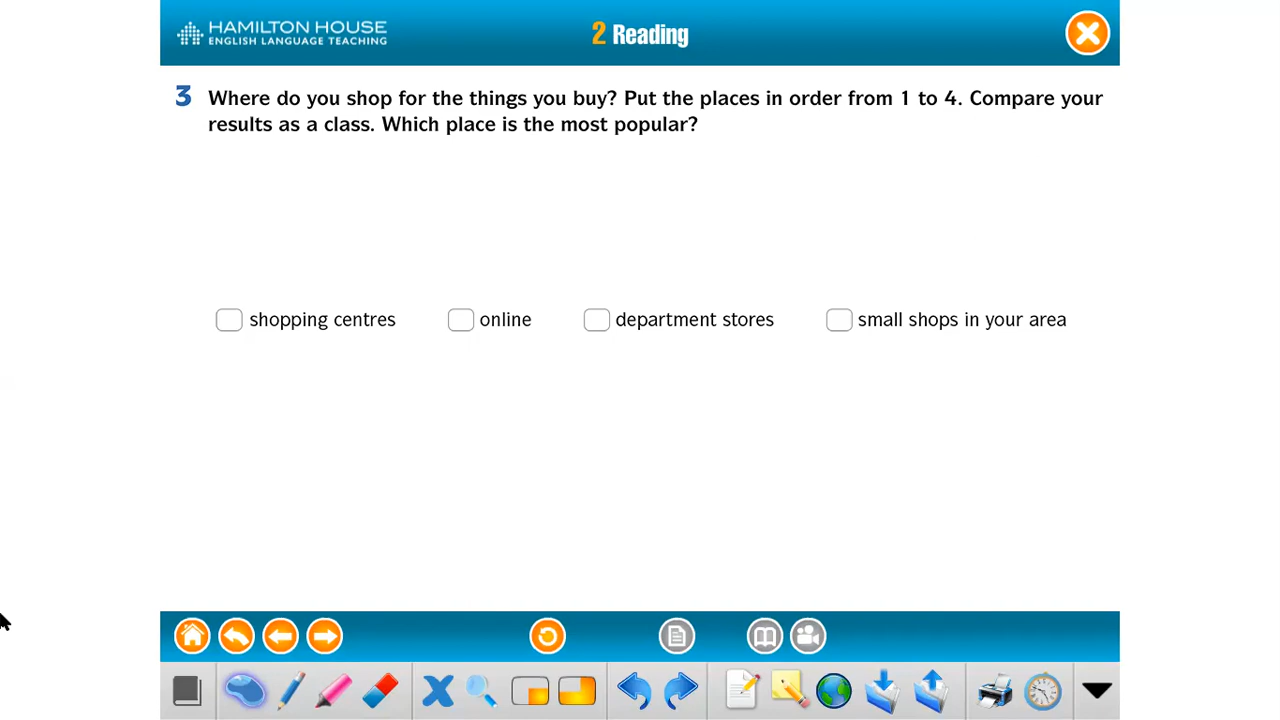 HAMILTON HOUSE
ENGLISH LANGUAGE TEACHING
2 Reading
3 Where do you shop for the things you buy? Put the places in order from 1 to 4. Compare your
results as a class. Which place is the most popular?
shopping centres online department stores small shops in your area